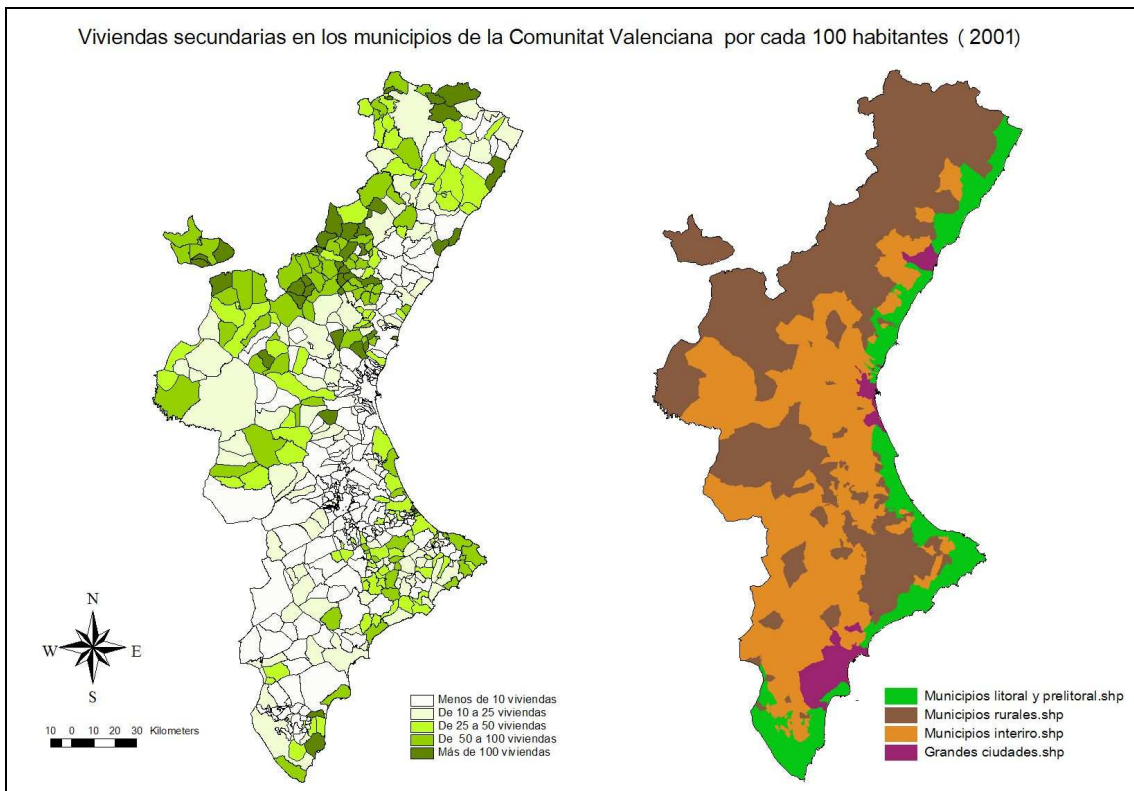 Viviendas secundarias en los municipios de la Comunitat Valenciana por cada 100 habitantes ( 2001)
N
W E
S
10 0 10 20 30 Kilometers
Menos de 10 viviendas
De 10 a 25 viviendas
De 25 a 50 viviendas
De 50 a 100 viviendas
Más de 100 viviendas
Municipios litoral y prelitoral.shp
Municipios rurales.shp
Municipios interiro.shp
Grandes ciudades.shp